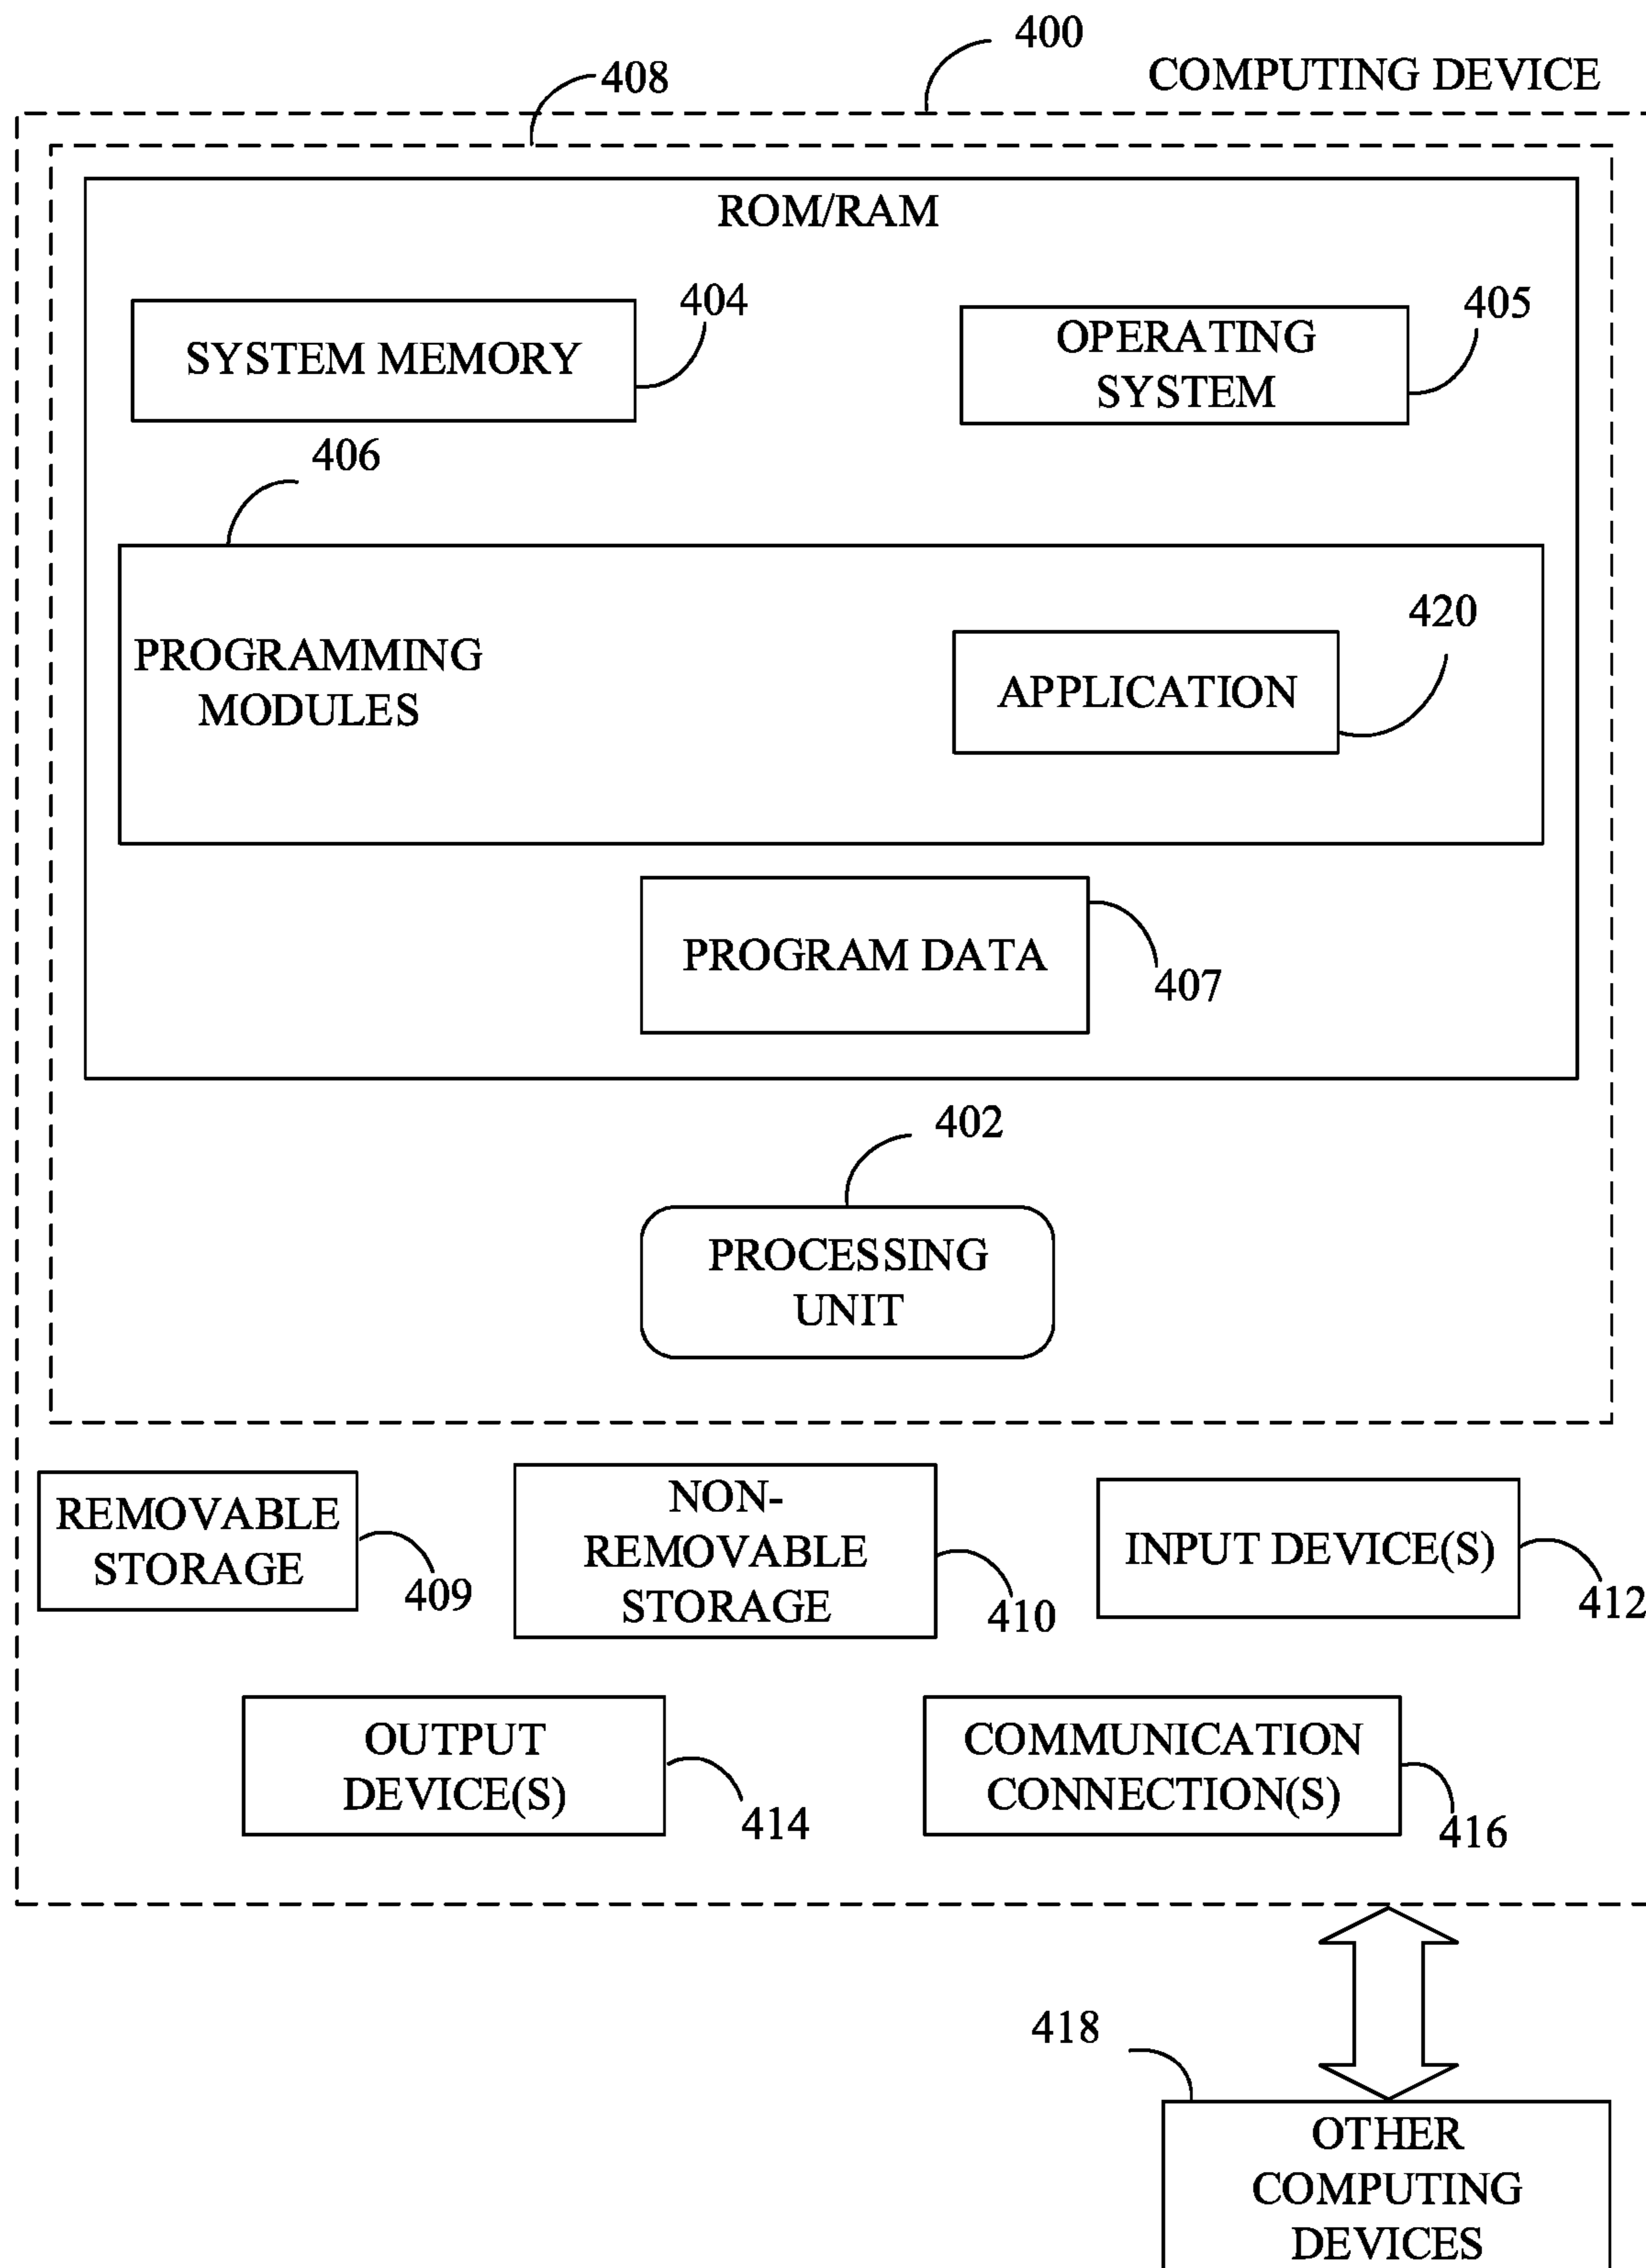 400
COMPUTING DEVICE
408
ROM/RAM
404
SYSTEM MEMORY
405
OPERATING
SYSTEM
406
PROGRAMMING
MODULES
420
APPLICATION
PROGRAM DATA
407
402
PROCESSING
UNIT
REMOVABLE
STORAGE
409
NON-
REMOVABLE
STORAGE
410
INPUT DEVICE(S)
412
OUTPUT
DEVICE(S)
414
COMMUNICATION
CONNECTION(S)
416
418
OTHER
COMPUTING
DEVICES